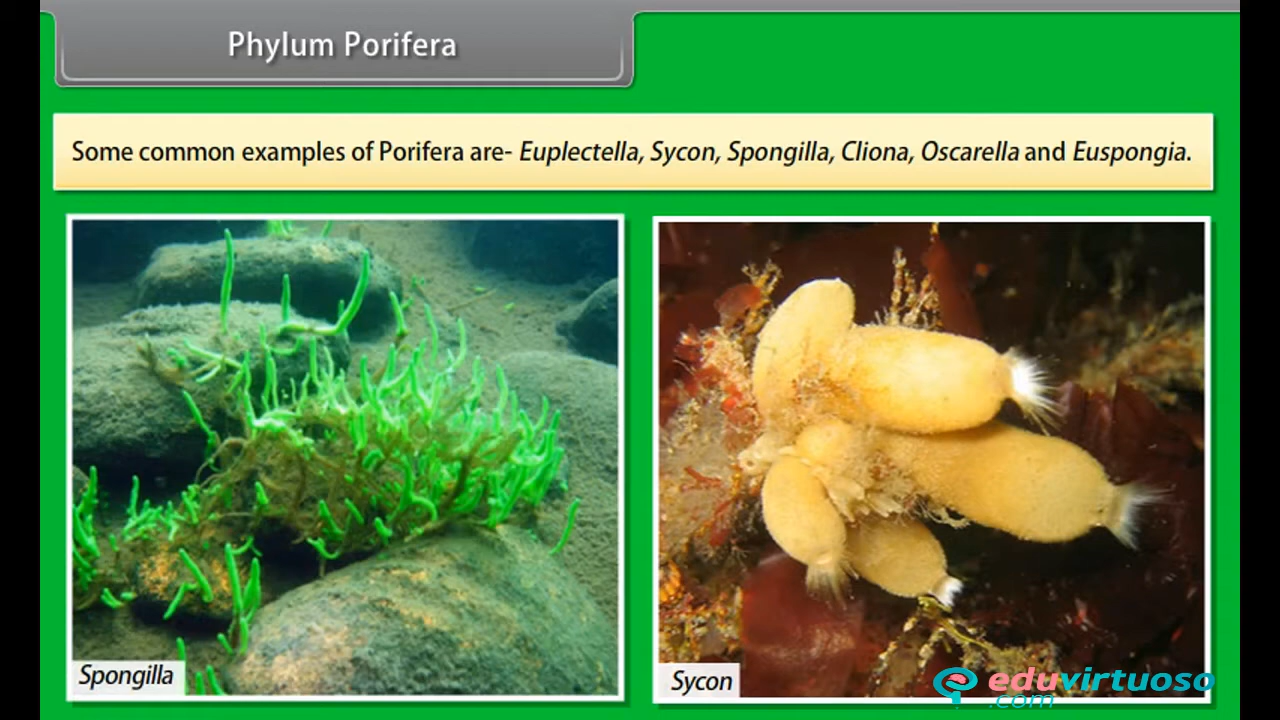 Phylum Porifera
Some common examples of Porifera are- Euplectella, Sycon, Spongilla, Cliona, Oscarella and Euspongia.
Spongilla
Sycon
eduvirtuoso
.com